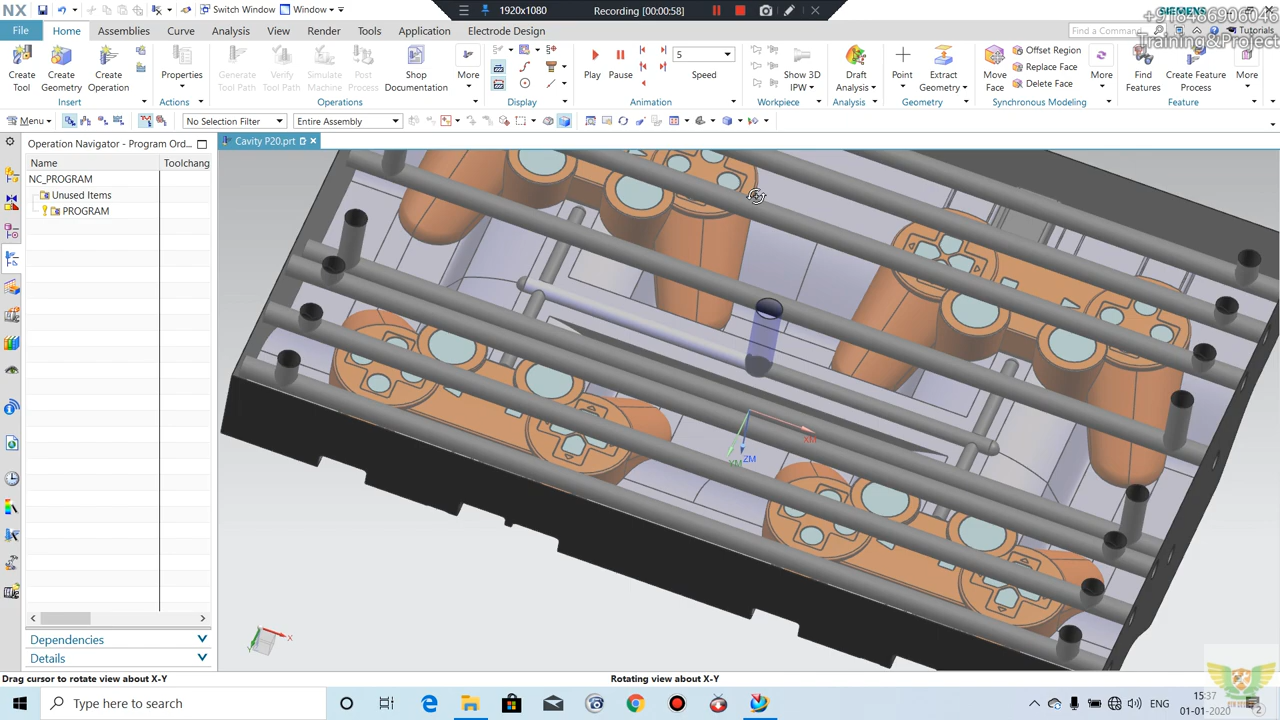 NX
Switch Window
Window
1920x1080
Recording [00:00:58]
SIEMENS
+918486906046
Training&Project
File
Home
Assemblies
Curve
Analysis
View
Render
Tools
Application
Electrode Design
Find a Command
Tutorials
Create Tool
Create Geometry
Create Operation
Properties
Generate Tool Path
Verify Tool Path
Simulate Machine
Post Process
Shop Documentation
More
Play
Pause
5
Speed
Show 3D IPW
Draft Analysis
Point
Extract Geometry
Move Face
Offset Region
Replace Face
Delete Face
More
Find Features
Create Feature Process
More
Insert
Actions
Operations
Display
Animation
Workpiece
Analysis
Geometry
Synchronous Modeling
Feature
Menu
No Selection Filter
Entire Assembly
Operation Navigator - Program Ord...
Cavity P20.prt
Name
Toolchang
NC_PROGRAM
Unused Items
PROGRAM
XM
YM
ZM
X
Y
Dependencies
Details
Drag cursor to rotate view about X-Y
Rotating view about X-Y
Type here to search
ENG
15:37
01-01-2020
2